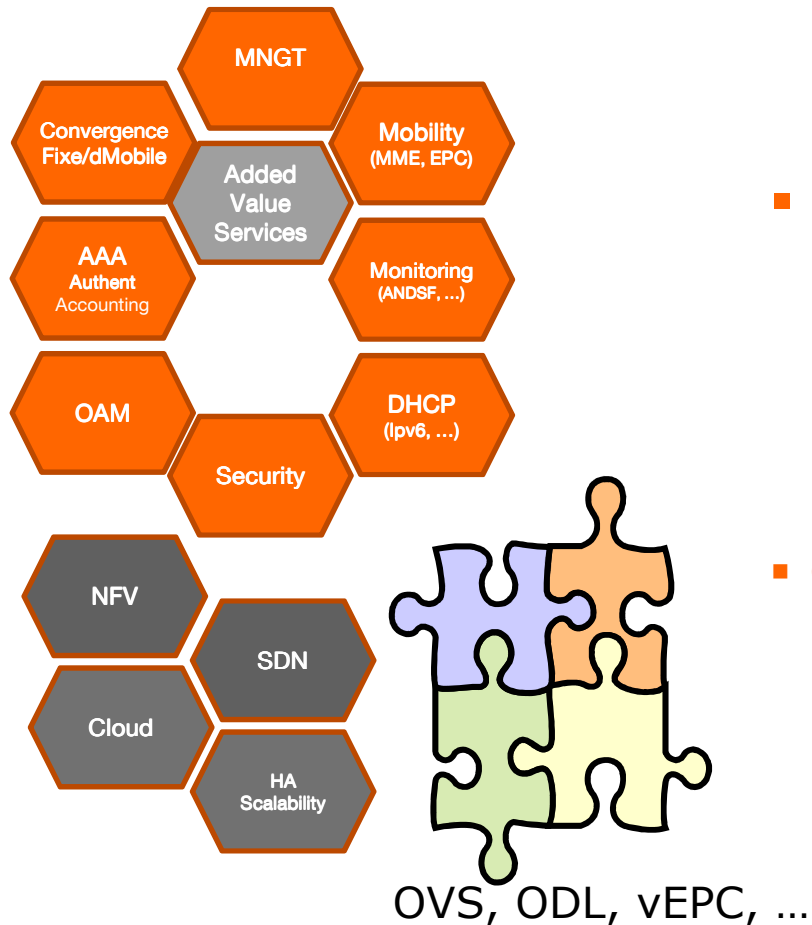 MNGT
Convergence
Fixe/dMobile
Mobility
(MME, EPC)
Added
Value
Services
AAA
Authent
Accounting
Monitoring
(ANDSF, ...)
OAM
DHCP
(Ipv6, ...)
Security
NFV
SDN
Cloud
HA
Scalability
OVS, ODL, vEPC, ...